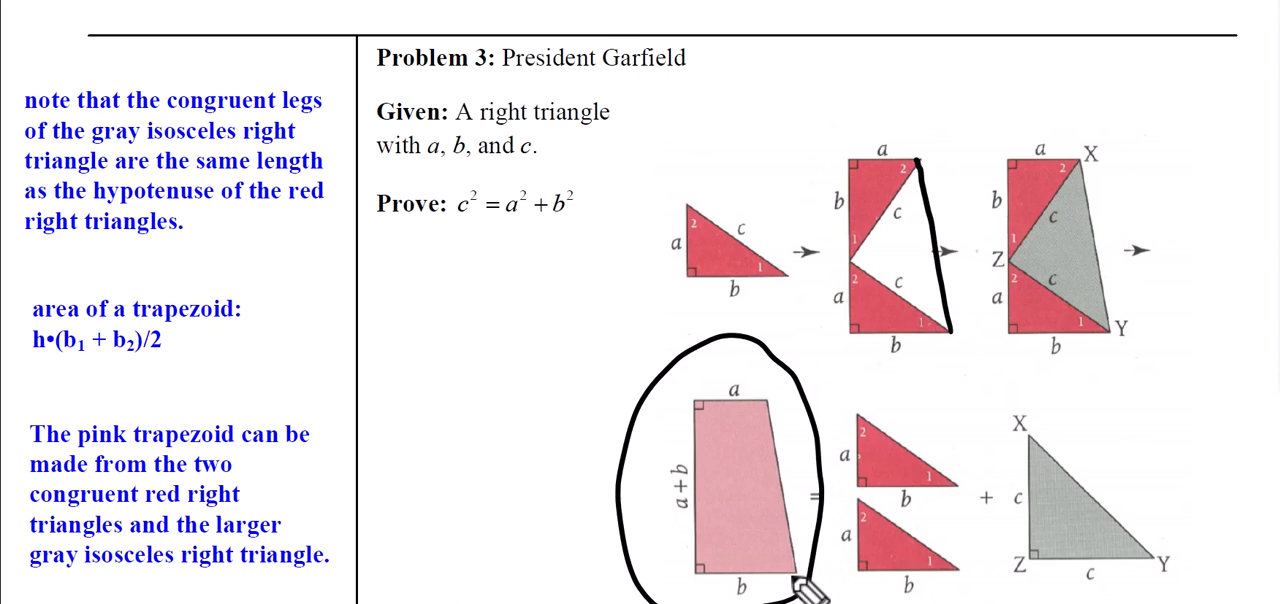 Problem 3: President Garfield
note that the congruent legs
of the gray isosceles right
triangle are the same length
as the hypotenuse of the red
right triangles.
Given: A right triangle
with a, b, and c.
Prove: c² = a² + b²
a
2
c
1
b
a
2
b
c
1
2
c
a
1
b
a
X
2
b
c
1
Z
2
c
a
1
Y
b
area of a trapezoid:
h•(b₁ + b₂)/2
The pink trapezoid can be
made from the two
congruent red right
triangles and the larger
gray isosceles right triangle.
a
a+b
b
=
2
a
1
b
2
a
1
b
+
X
c
Z
c
Y